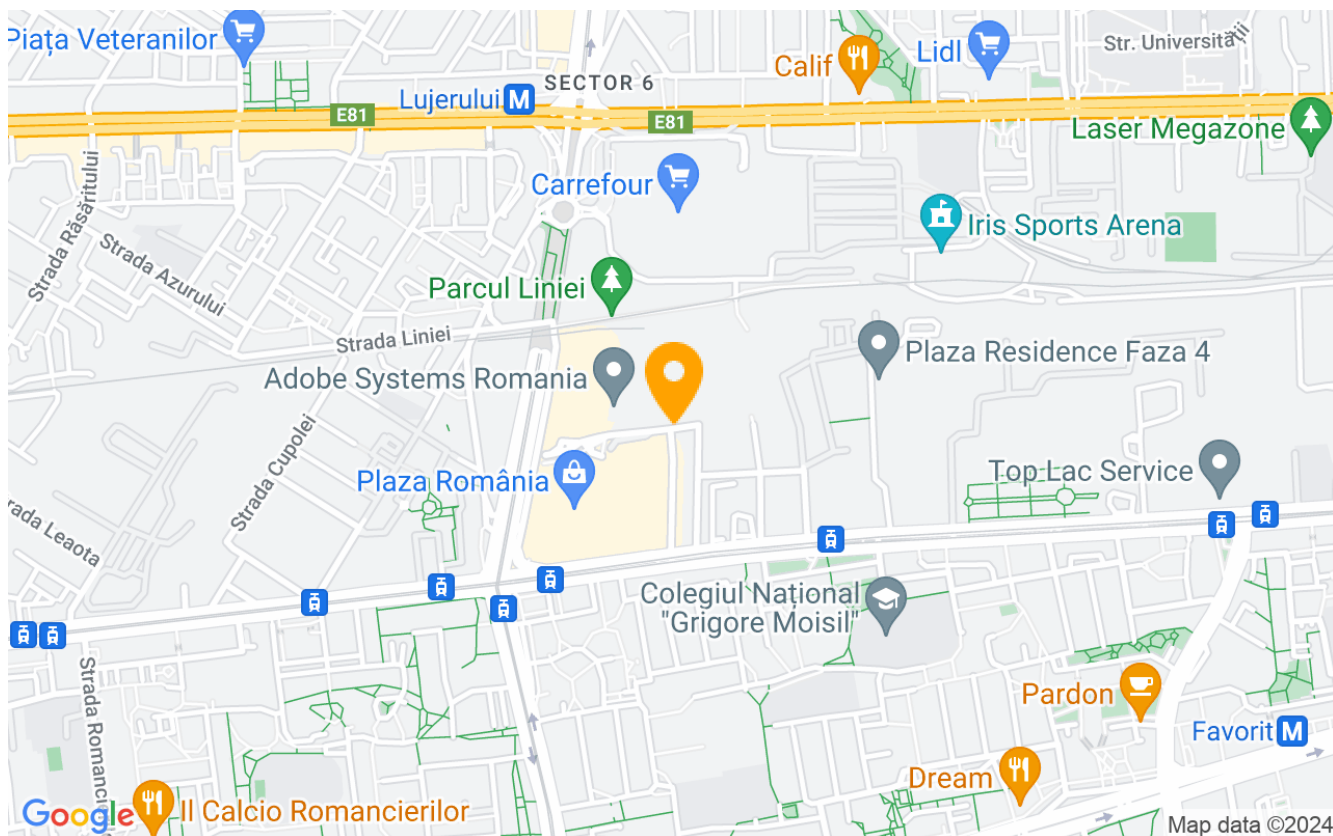 Piața Veteranilor
Calif
Lidl
Str. Universității
SECTOR 6
Lujerului M
E81
E81
Laser Megazone
Carrefour
Strada Răsăritului
Strada Azurului
Iris Sports Arena
Parcul Liniei
Strada Liniei
Adobe Systems Romania
Plaza Residence Faza 4
Strada Cupolei
Plaza România
Top Lac Service
rada Leaota
Colegiul Național
"Grigore Moisil"
Strada Romancie
Pardon
Favorit M
Dream
Il Calcio Romancierilor
Google
Map data ©2024